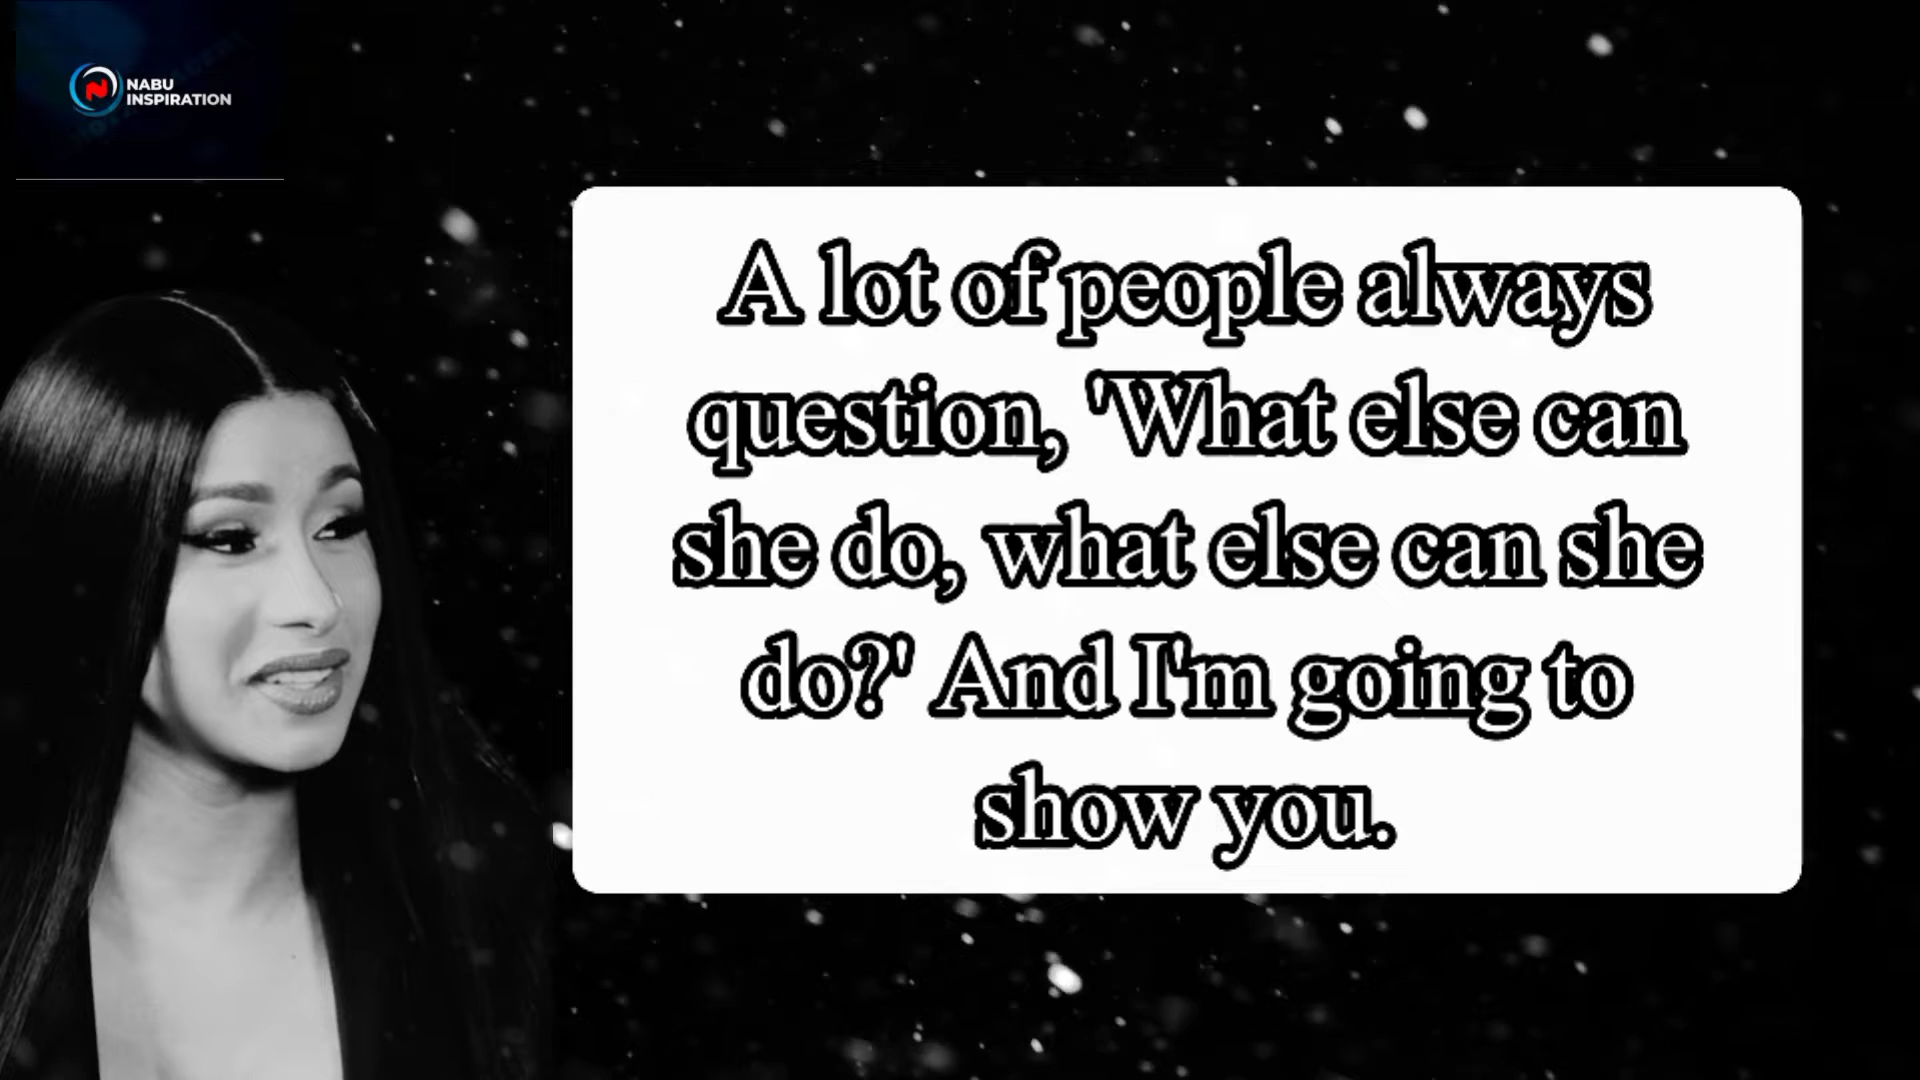 NABU
INSPIRATION
A lot of people always
question, 'What else can
she do, what else can she
do?' And I'm going to
show you.